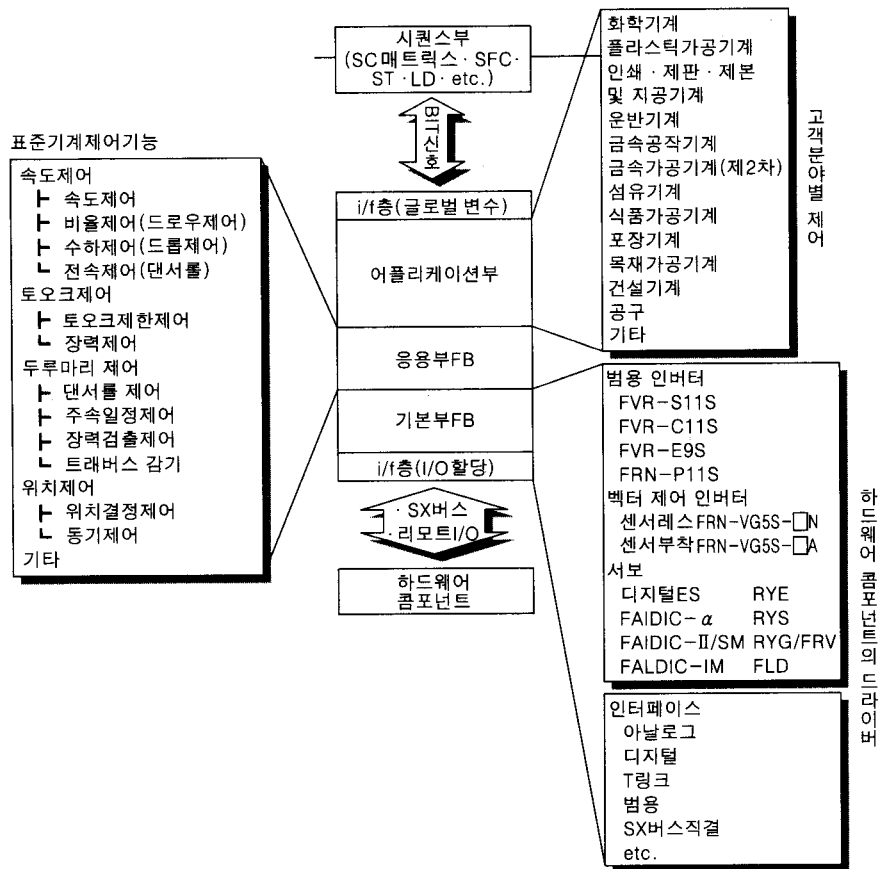 시퀀스부
(SC매트릭스·SFC·
ST·LD·etc.)
BIT신호
i/f층(글로벌 변수)
어플리케이션부
응용부FB
기본부FB
i/f층(I/O할당)
·SX버스
·리모트I/O
하드웨어
콤포넌트
표준기계제어기능
속도제어
속도제어
비율제어(드로우제어)
수하제어(드롭제어)
전속제어(댄서롤)
토오크제어
토오크제한제어
장력제어
두루마리 제어
댄서롤 제어
주속일정제어
장력검출제어
트래버스 감기
위치제어
위치결정제어
동기제어
기타
화학기계
플라스틱가공기계
인쇄·제판·제본
및 지공기계
운반기계
금속공작기계
금속가공기계(제2차)
섬유기계
식품가공기계
포장기계
목재가공기계
건설기계
공구
기타
고객분야별 제어
범용 인버터
FVR-S11S
FVR-C11S
FVR-E9S
FRN-P11S
벡터 제어 인버터
센서레스FRN-VG5S-□N
센서부착FRN-VG5S-□A
서보
디지털ES RYE
FAIDIC-α RYS
FAIDIC-Ⅱ/SM RYG/FRV
FALDIC-IM FLD
인터페이스
아날로그
디지털
T링크
범용
SX버스직결
etc.
하드웨어 콤포넌트의 드라이버